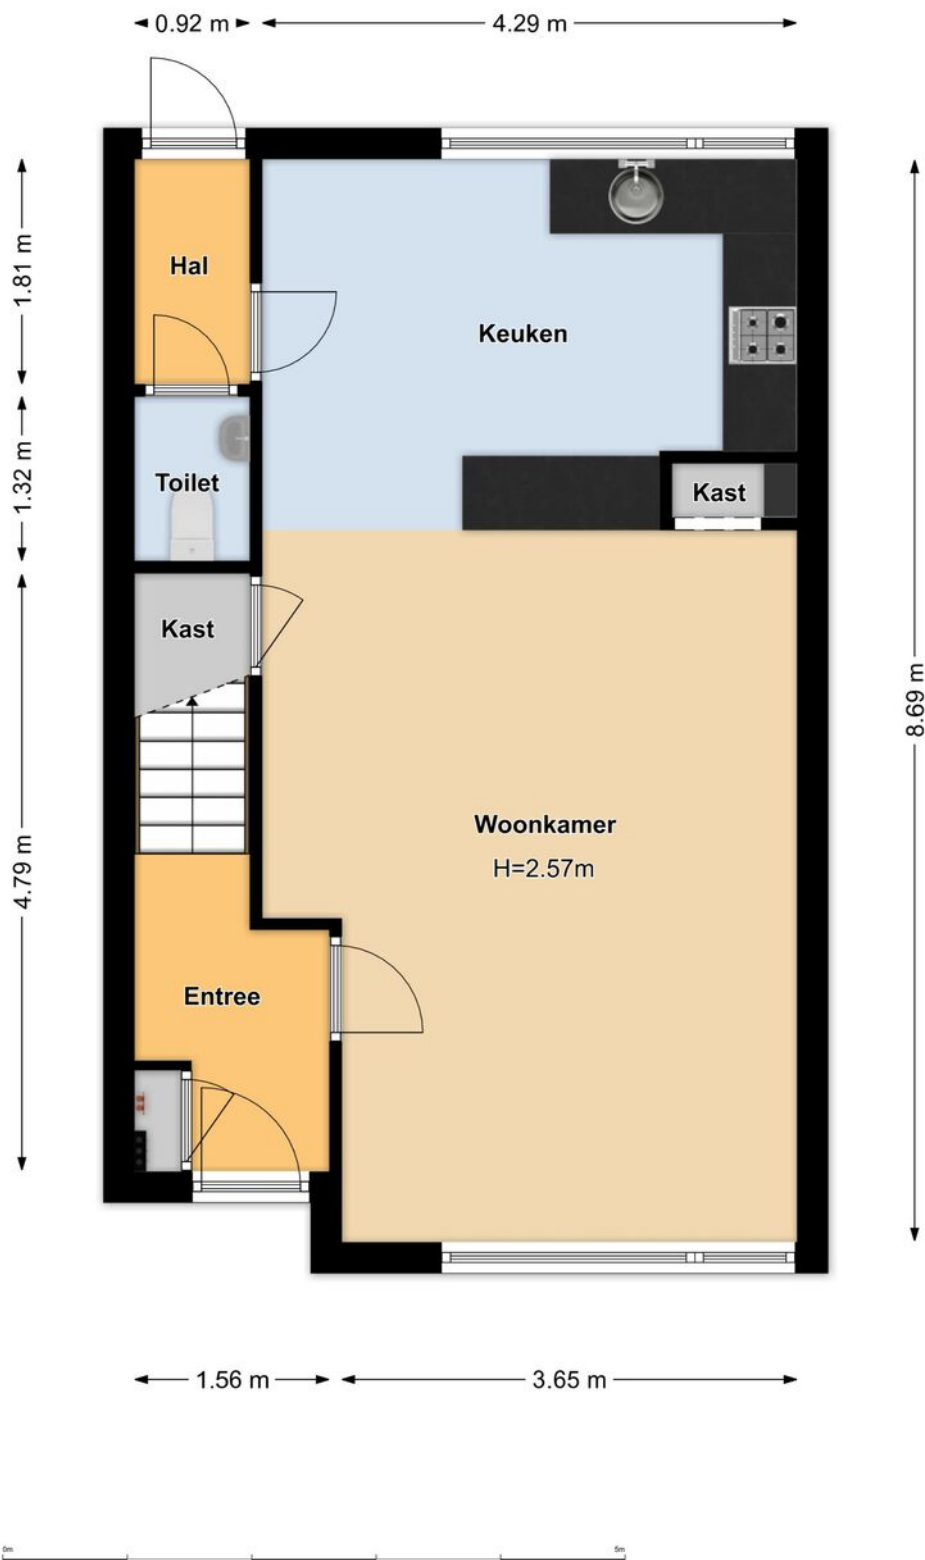 0.92 m
4.29 m
Hal
1.81 m
Keuken
1.32 m
Toilet
Kast
Kast
8.69 m
Woonkamer
H=2.57m
4.79 m
Entree
1.56 m
3.65 m
0m
5m